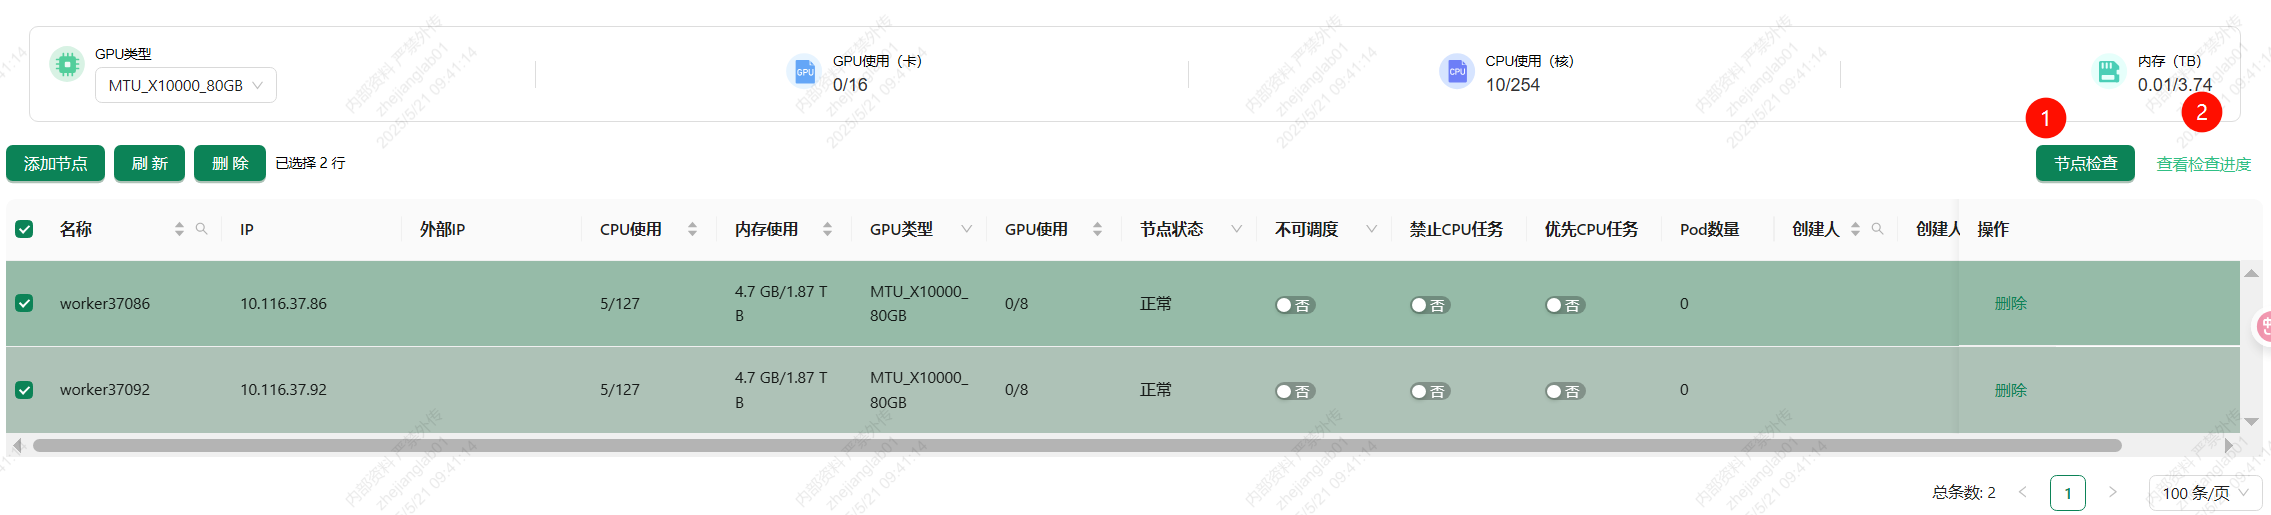 GPU类型
MTU_X10000_80GB
GPU
GPU使用（卡）
0/16
CPU
CPU使用（核）
10/254
内存（TB）
0.01/3.74
1
2
添加节点
刷 新
删 除
已选择 2 行
节点检查
查看检查进度
名称
IP
外部IP
CPU使用
内存使用
GPU类型
GPU使用
节点状态
不可调度
禁止CPU任务
优先CPU任务
Pod数量
创建人
创建人
操作
worker37086
10.116.37.86
5/127
4.7 GB/1.87 T
B
MTU_X10000_
80GB
0/8
正常
否
否
否
0
删除
worker37092
10.116.37.92
5/127
4.7 GB/1.87 T
B
MTU_X10000_
80GB
0/8
正常
否
否
否
0
删除
总条数: 2
1
100 条/页
内部资料 严禁外传
zhejianglab01
2025/5/21 09:41:14